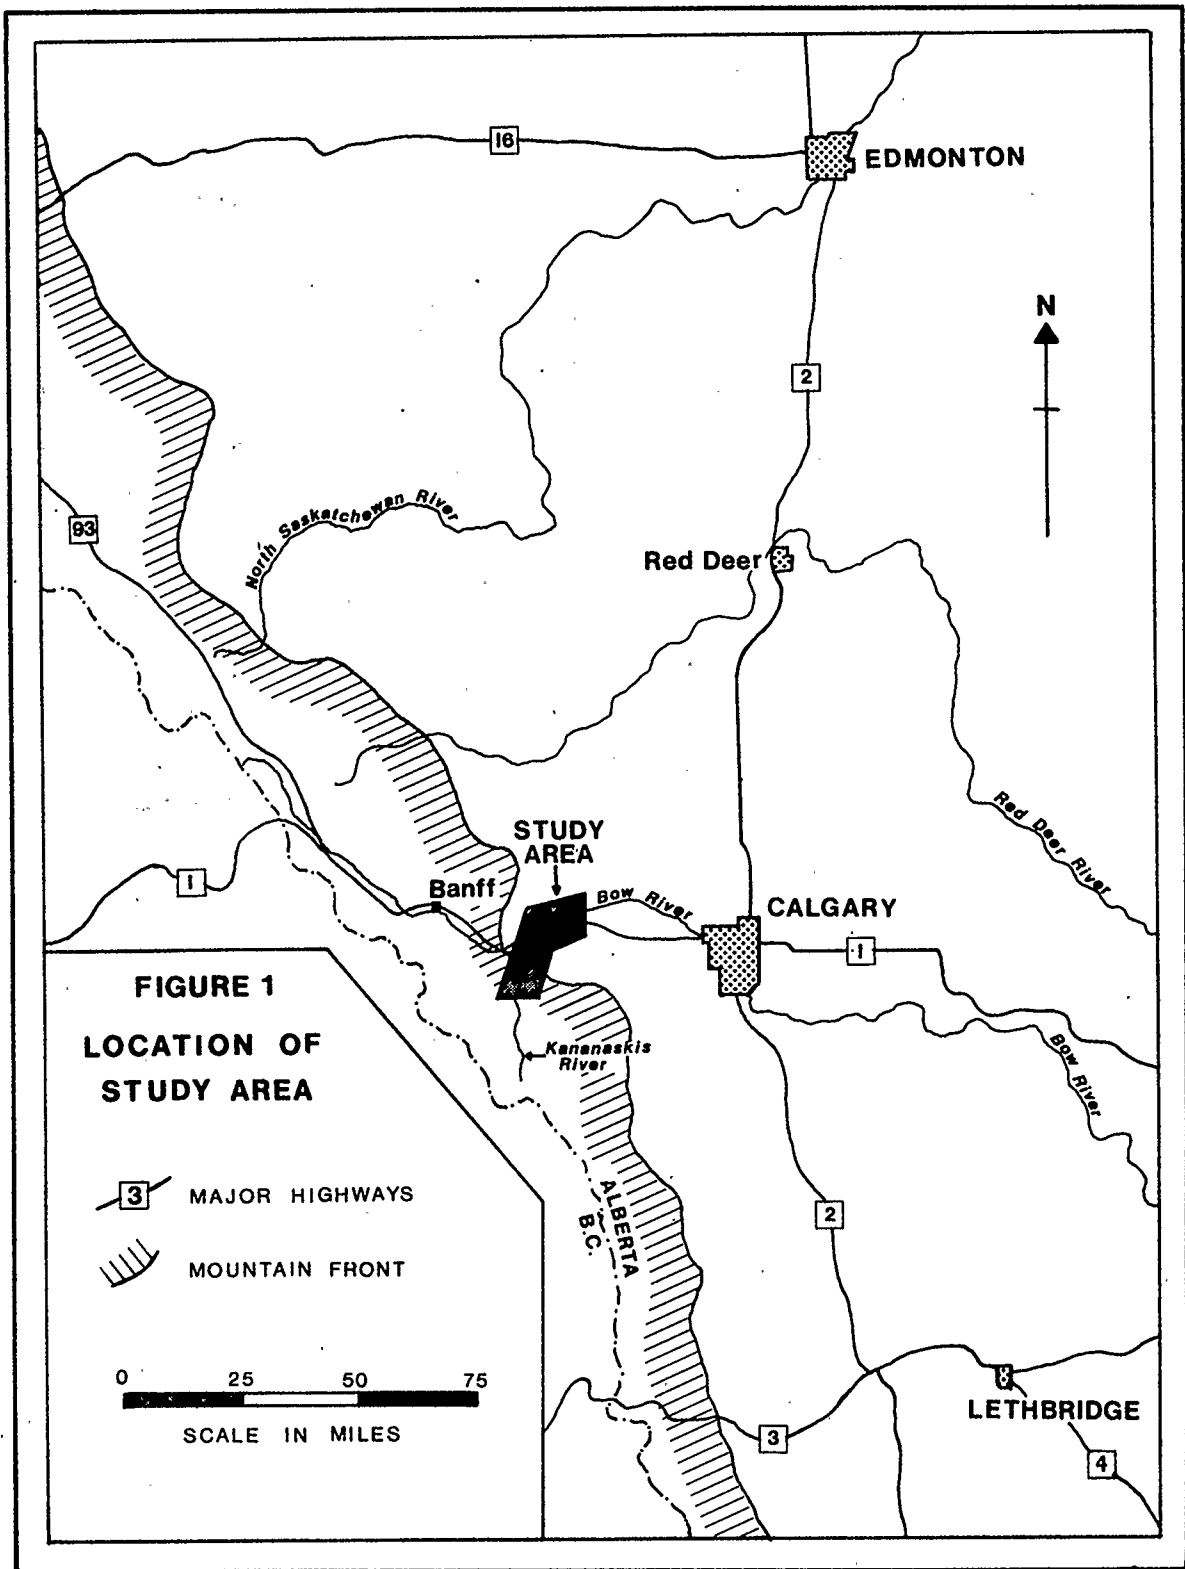 16
EDMONTON
N
2
93
North Saskatchewan River
Red Deer
Red Deer River
STUDY
AREA
1
Banff
Bow River
CALGARY
1
FIGURE 1
LOCATION OF
STUDY AREA
Kananaskis
River
Bow River
3 MAJOR HIGHWAYS
ALBERTA
B.C.
2
MOUNTAIN FRONT
0 25 50 75
SCALE IN MILES
LETHBRIDGE
3
4